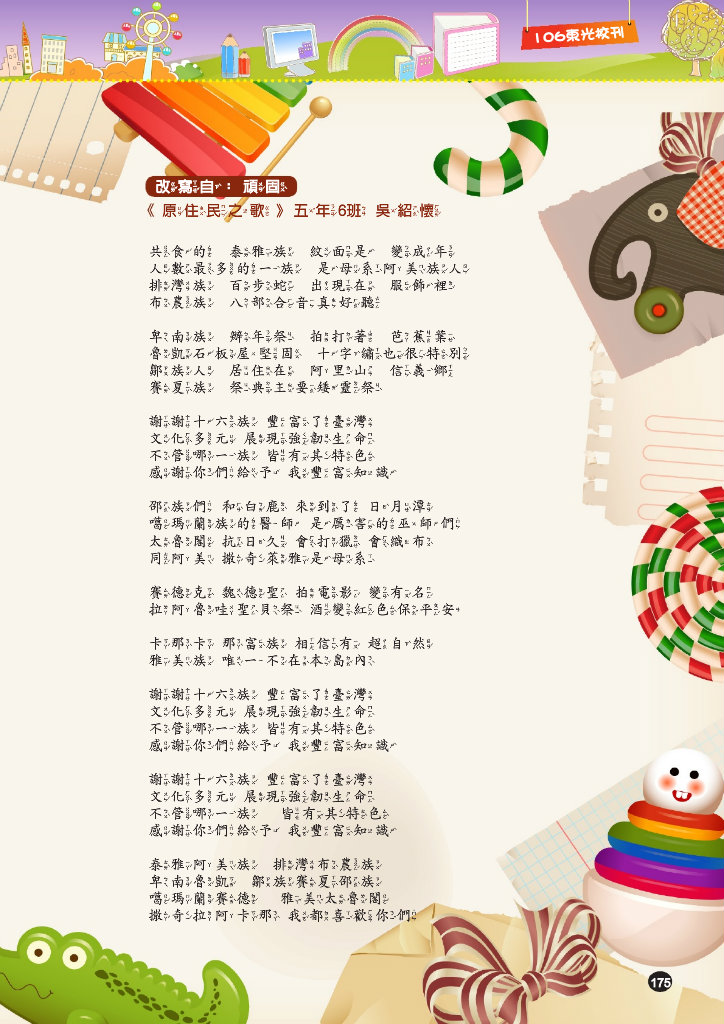 106東光校刊
改寫自： 頑固
《 原住民之歌 》 五年6班 吳紹懷
共食的 泰雅族 紋面是 變成年
人數最多的一族 是母系阿美族人
排灣族 百步蛇 出現在 服飾裡
布農族 八部合音真好聽
卑南族 辦年祭 拍打著 芭蕉葉
魯凱石板屋堅固 十字繡也很特別
鄒族人 居住在 阿里山 信義鄉
賽夏族 祭典主要矮靈祭
謝謝十六族 豐富了臺灣
文化多元 展現強韌生命
不管哪一族 皆有其特色
感謝你們給予 我豐富知識
邵族們 和白鹿 來到了 日月潭
噶瑪蘭族的醫師 是厲害的巫師們
太魯閣 抗日久 會打獵 會織布
同阿美 撒奇萊雅是母系
賽德克 魏德聖 拍電影 變有名
拉阿魯哇聖貝祭 酒變紅色保平安
卡那卡 那富族 相信有 超自然
雅美族 唯一不在本島內
謝謝十六族 豐富了臺灣
文化多元 展現強韌生命
不管哪一族 皆有其特色
感謝你們給予 我豐富知識
謝謝十六族 豐富了臺灣
文化多元 展現強韌生命
不管哪一族 皆有其特色
感謝你們給予 我豐富知識
泰雅阿美族 排灣布農族
卑南魯凱 鄒族賽夏邵族
噶瑪蘭賽德 雅美太魯閣
撒奇拉阿卡那 我都喜歡你們
175